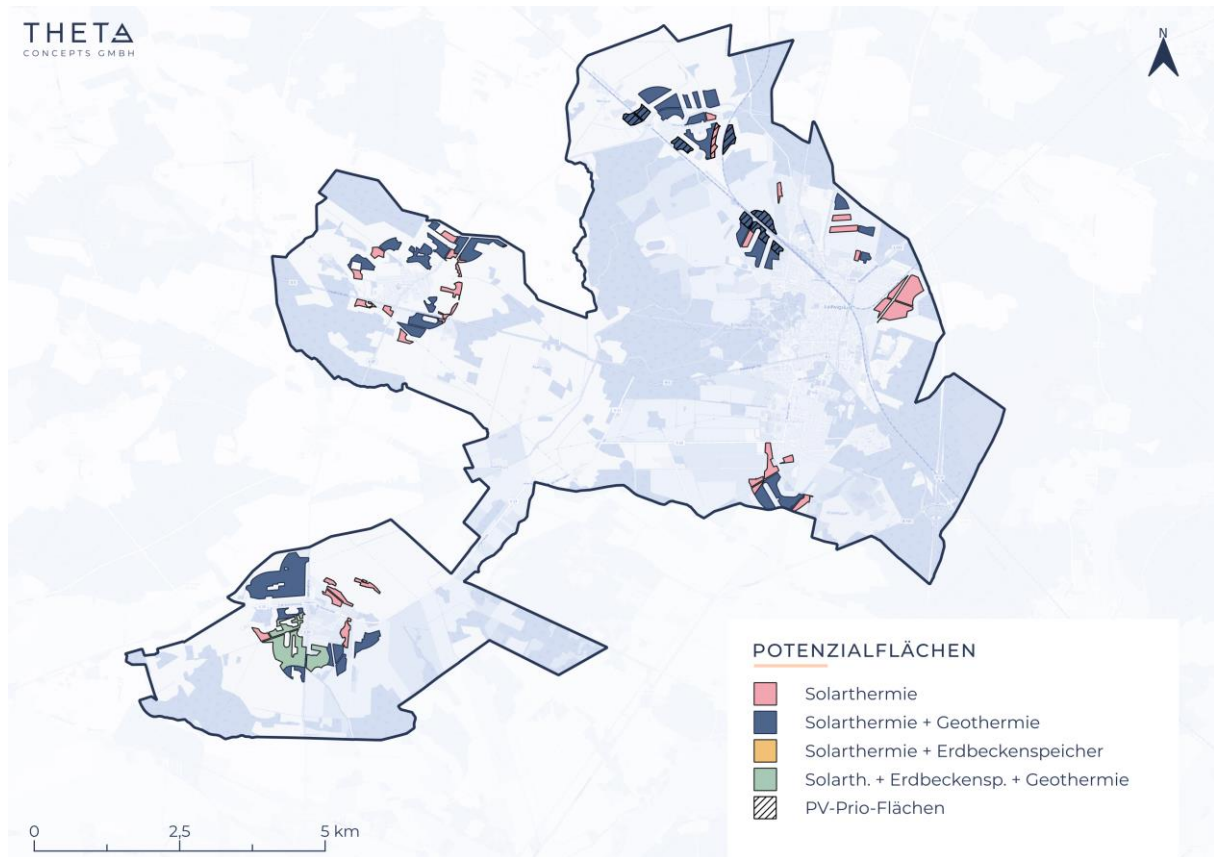 THETA
CONCEPTS GMBH
N
POTENZIALFLÄCHEN
Solarthermie
Solarthermie + Geothermie
Solarthermie + Erdbeckenspeicher
Solarth. + Erdbeckensp. + Geothermie
PV-Prio-Flächen
0 2,5 5 km